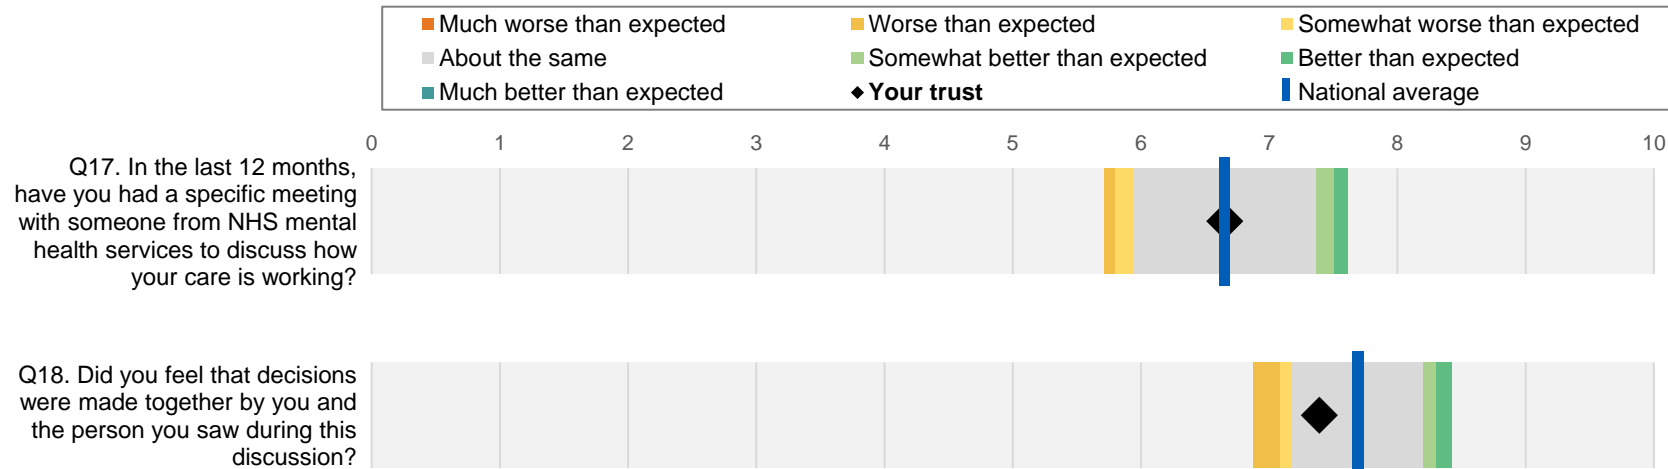 Much worse than expected
Worse than expected
Somewhat worse than expected
About the same
Somewhat better than expected
Better than expected
Much better than expected
Your trust
National average
0 1 2 3 4 5 6 7 8 9 10
Q17. In the last 12 months,
have you had a specific meeting
with someone from NHS mental
health services to discuss how
your care is working?
Q18. Did you feel that decisions
were made together by you and
the person you saw during this
discussion?